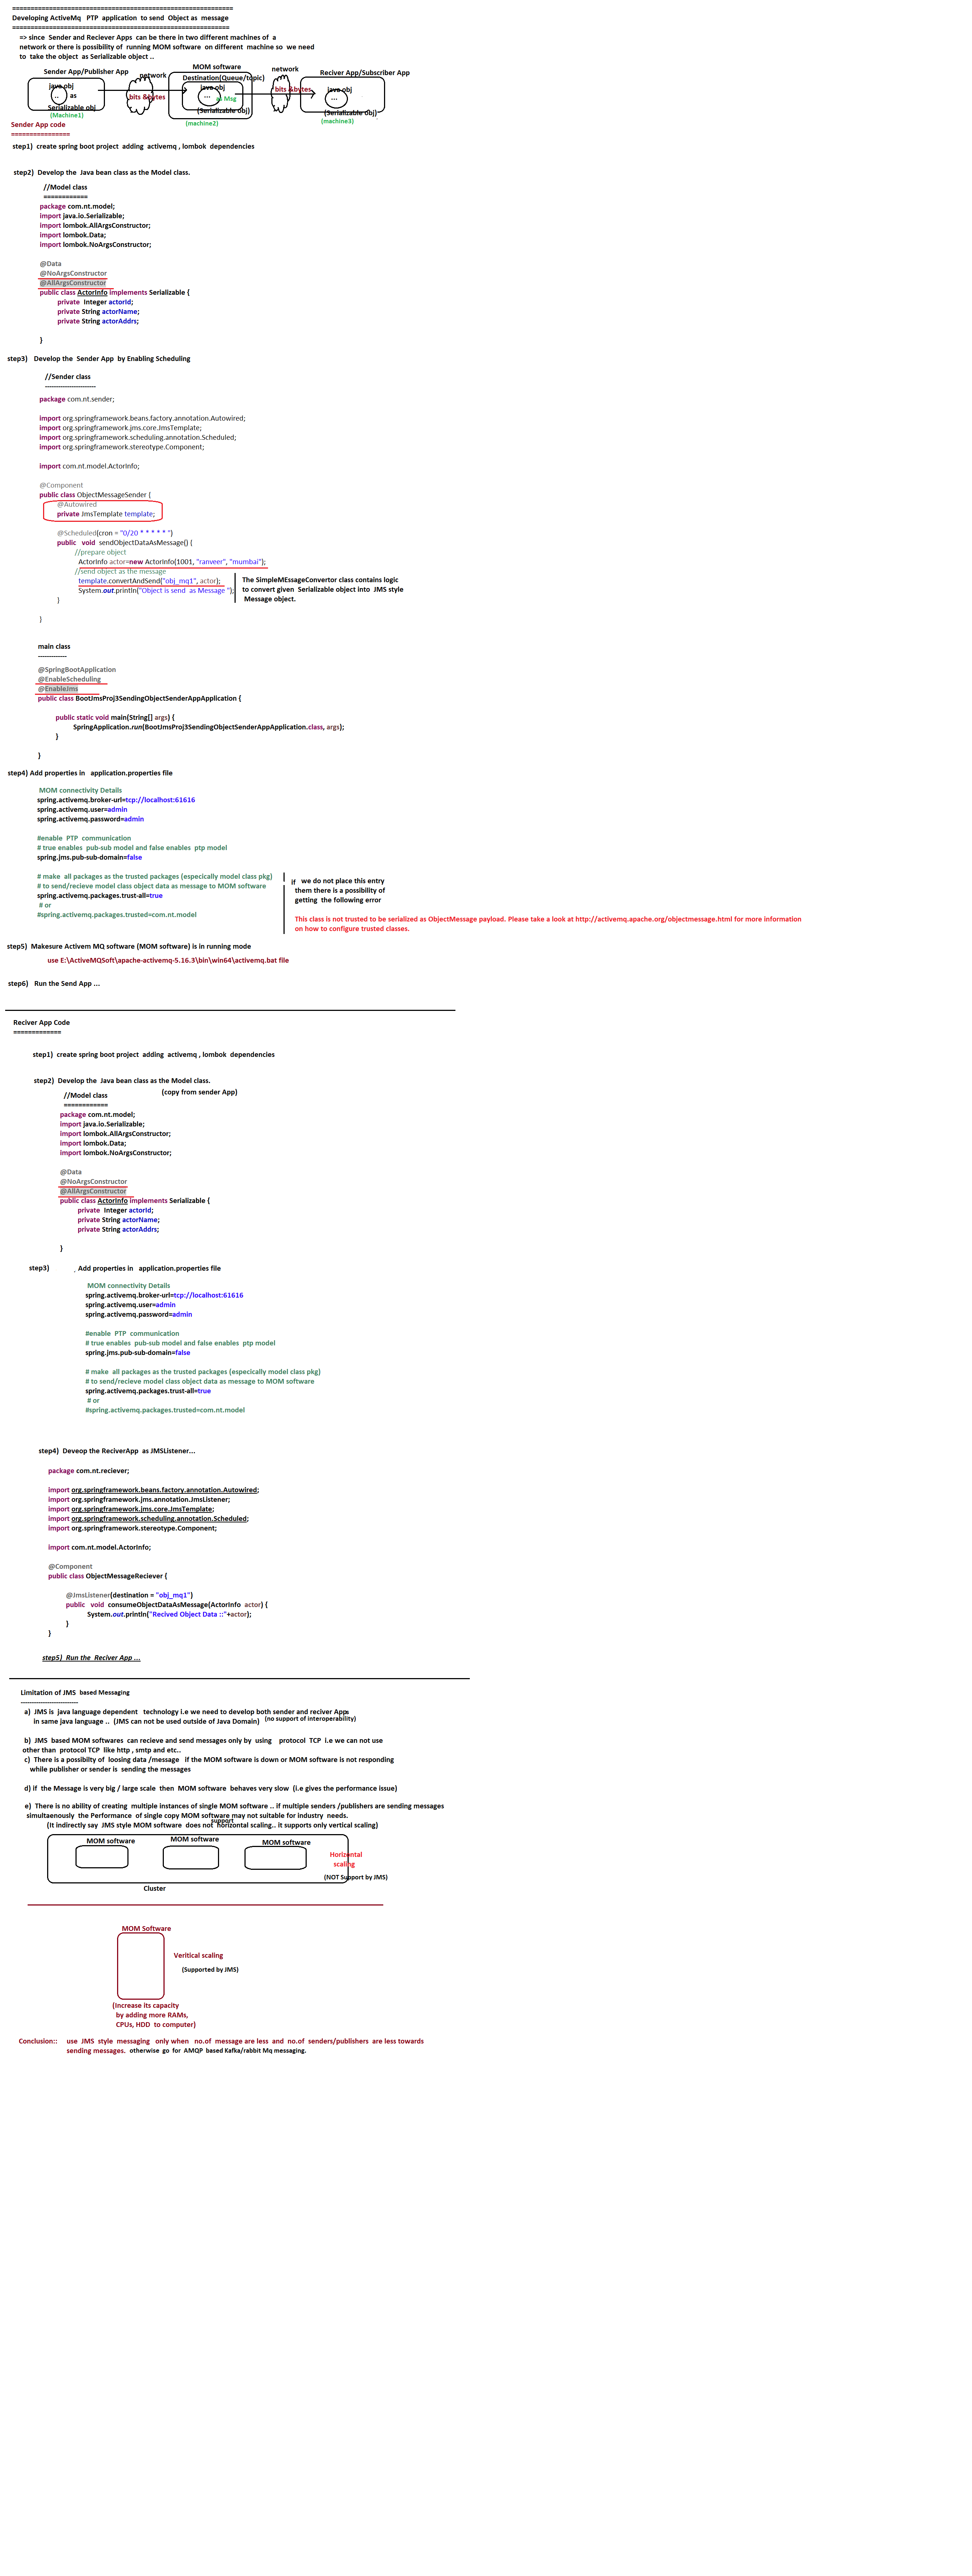 ===========================================================
Developing ActiveMq   PTP  application  to send  Object as  message
==========================================================
=> since  Sender and Reciever Apps  can be there in two different machines of  a
network or there is possibility of  running MOM software  on different  machine so  we need
to  take the object  as Serializable object ..
Sender App/Publisher App
network
MOM software
Destination(Queue/topic)
network
Reciver App/Subscriber App
java obj
.. as
Serializable obj
(Machine1)
bits &bytes
java obj
...
as Msg
(Serializable obj)
(machine2)
bits &bytes
java obj
...
(Serializable obj)
(machine3)
Sender App code
================
step1)  create spring boot project  adding  activemq , lombok  dependencies
step2)  Develop the  Java bean class as the Model class.
//Model class
============
package com.nt.model;
import java.io.Serializable;
import lombok.AllArgsConstructor;
import lombok.Data;
import lombok.NoArgsConstructor;
@Data
@NoArgsConstructor
@AllArgsConstructor
public class ActorInfo implements Serializable {
private  Integer actorId;
private String actorName;
private String actorAddrs;
}
step3)   Develop the  Sender App  by Enabling Scheduling
//Sender class
-----------------------
package com.nt.sender;
import org.springframework.beans.factory.annotation.Autowired;
import org.springframework.jms.core.JmsTemplate;
import org.springframework.scheduling.annotation.Scheduled;
import org.springframework.stereotype.Component;
import com.nt.model.ActorInfo;
@Component
public class ObjectMessageSender {
@Autowired
private JmsTemplate template;
@Scheduled(cron = "0/20 * * * * * ")
public   void  sendObjectDataAsMessage() {
//prepare object
ActorInfo actor=new ActorInfo(1001, "ranveer", "mumbai");
//send object as the message
template.convertAndSend("obj_mq1", actor);
System.out.println("Object is send  as Message ");
}
}
The SimpleMEssageConvertor class contains logic
to convert given  Serializable object into  JMS style
Message object.
main class
-------------
@SpringBootApplication
@EnableScheduling
@EnableJms
public class BootJmsProj3SendingObjectSenderAppApplication {
public static void main(String[] args) {
SpringApplication.run(BootJmsProj3SendingObjectSenderAppApplication.class, args);
}
}
step4) Add properties in   application.properties file
MOM connectivity Details
spring.activemq.broker-url=tcp://localhost:61616
spring.activemq.user=admin
spring.activemq.password=admin
#enable  PTP  communication
# true enables  pub-sub model and false enables  ptp model
spring.jms.pub-sub-domain=false
# make  all packages as the trusted packages (especically model class pkg)
# to send/recieve model class object data as message to MOM software
spring.activemq.packages.trust-all=true
# or
#spring.activemq.packages.trusted=com.nt.model
if   we do not place this entry
them there is a possibility of
getting  the following error
This class is not trusted to be serialized as ObjectMessage payload. Please take a look at http://activemq.apache.org/objectmessage.html for more information
on how to configure trusted classes.
step5)  Makesure Activem MQ software (MOM software) is in running mode
use E:\ActiveMQSoft\apache-activemq-5.16.3\bin\win64\activemq.bat file
step6)   Run the Send App ...
Reciver App Code
=============
step1)  create spring boot project  adding  activemq , lombok  dependencies
step2)  Develop the  Java bean class as the Model class.
(copy from sender App)
//Model class
============
package com.nt.model;
import java.io.Serializable;
import lombok.AllArgsConstructor;
import lombok.Data;
import lombok.NoArgsConstructor;
@Data
@NoArgsConstructor
@AllArgsConstructor
public class ActorInfo implements Serializable {
private  Integer actorId;
private String actorName;
private String actorAddrs;
}
step3)   , Add properties in   application.properties file
MOM connectivity Details
spring.activemq.broker-url=tcp://localhost:61616
spring.activemq.user=admin
spring.activemq.password=admin
#enable  PTP  communication
# true enables  pub-sub model and false enables  ptp model
spring.jms.pub-sub-domain=false
# make  all packages as the trusted packages (especically model class pkg)
# to send/recieve model class object data as message to MOM software
spring.activemq.packages.trust-all=true
# or
#spring.activemq.packages.trusted=com.nt.model
step4)  Deveop the ReciverApp  as JMSListener...
package com.nt.reciever;
import org.springframework.beans.factory.annotation.Autowired;
import org.springframework.jms.annotation.JmsListener;
import org.springframework.jms.core.JmsTemplate;
import org.springframework.scheduling.annotation.Scheduled;
import org.springframework.stereotype.Component;
import com.nt.model.ActorInfo;
@Component
public class ObjectMessageReciever {
@JmsListener(destination = "obj_mq1")
public   void  consumeObjectDataAsMessage(ActorInfo  actor) {
System.out.println("Recived Object Data ::"+actor);
}
}
step5)  Run the  Reciver App ...
Limitation of JMS  based Messaging
--------------------------
a)  JMS is  java language dependent   technology i.e we need to develop both sender and reciver Apps
in same java language ..  (JMS can not be used outside of Java Domain)   (no support of interoperability)
b)  JMS  based MOM softwares  can recieve and send messages only by  using    protocol  TCP  i.e we can not use
other than  protocol TCP  like http , smtp and etc..
c)  There is a possibilty of  loosing data /message   if the MOM software is down or MOM software is not responding
while publisher or sender is  sending the messages
d) if  the Message is very big / large scale  then  MOM software  behaves very slow  (i.e gives the performance issue)
e)  There is no ability of creating  multiple instances of single MOM software .. if multiple senders /publishers are sending messages
simultaenously  the Performance  of single copy MOM software may not suitable for industry  needs.
support
(It indirectly say  JMS style MOM software  does not  horizontal scaling.. it supports only vertical scaling)
MOM software
MOM software
MOM software
Horizontal
scaling
(NOT Support by JMS)
Cluster
MOM Software
Veritical scaling
(Supported by JMS)
(Increase its capacity
by adding more RAMs,
CPUs, HDD  to computer)
Conclusion::    use  JMS  style  messaging   only when   no.of  message are less  and  no.of  senders/publishers  are less towards
sending messages.  otherwise  go  for  AMQP  based Kafka/rabbit Mq messaging.